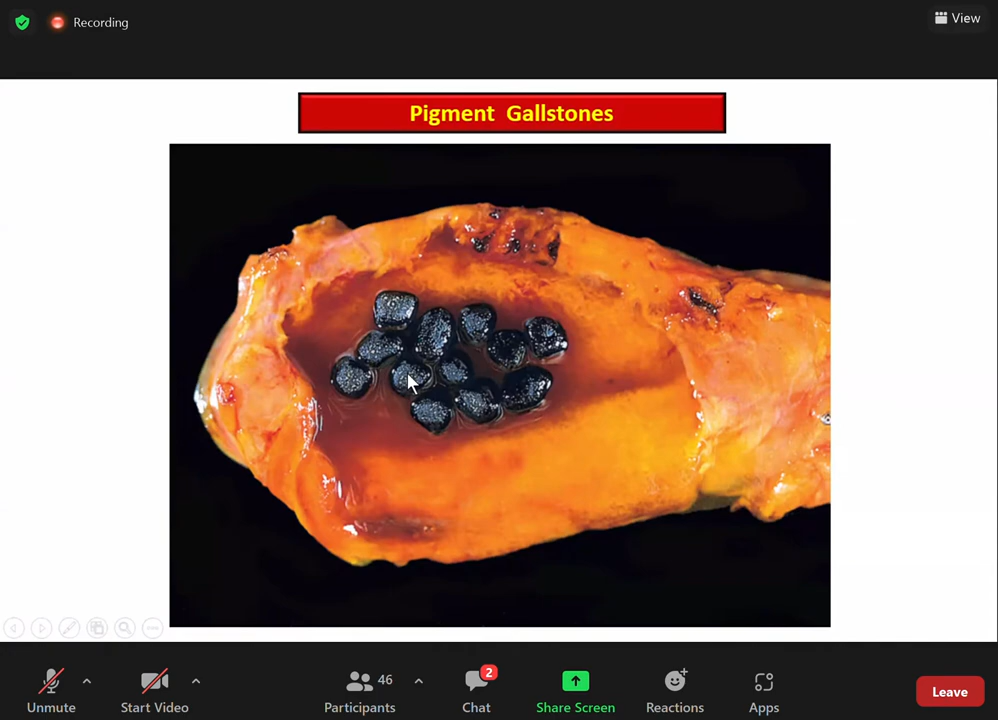 Recording
View
Pigment Gallstones
Unmute
Start Video
46
Participants
2
Chat
Share Screen
Reactions
Apps
Leave